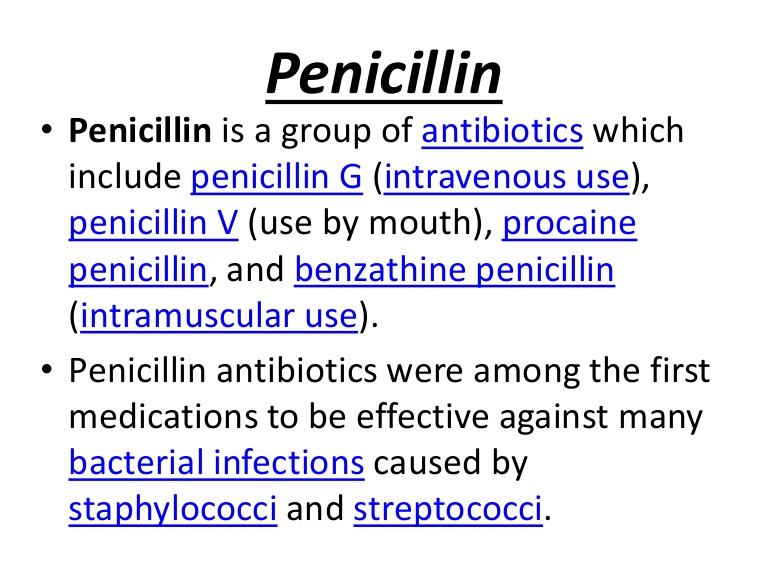 Penicillin
• Penicillin is a group of antibiotics which
include penicillin G (intravenous use),
penicillin V (use by mouth), procaine
penicillin, and benzathine penicillin
(intramuscular use).
• Penicillin antibiotics were among the first
medications to be effective against many
bacterial infections caused by
staphylococci and streptococci.